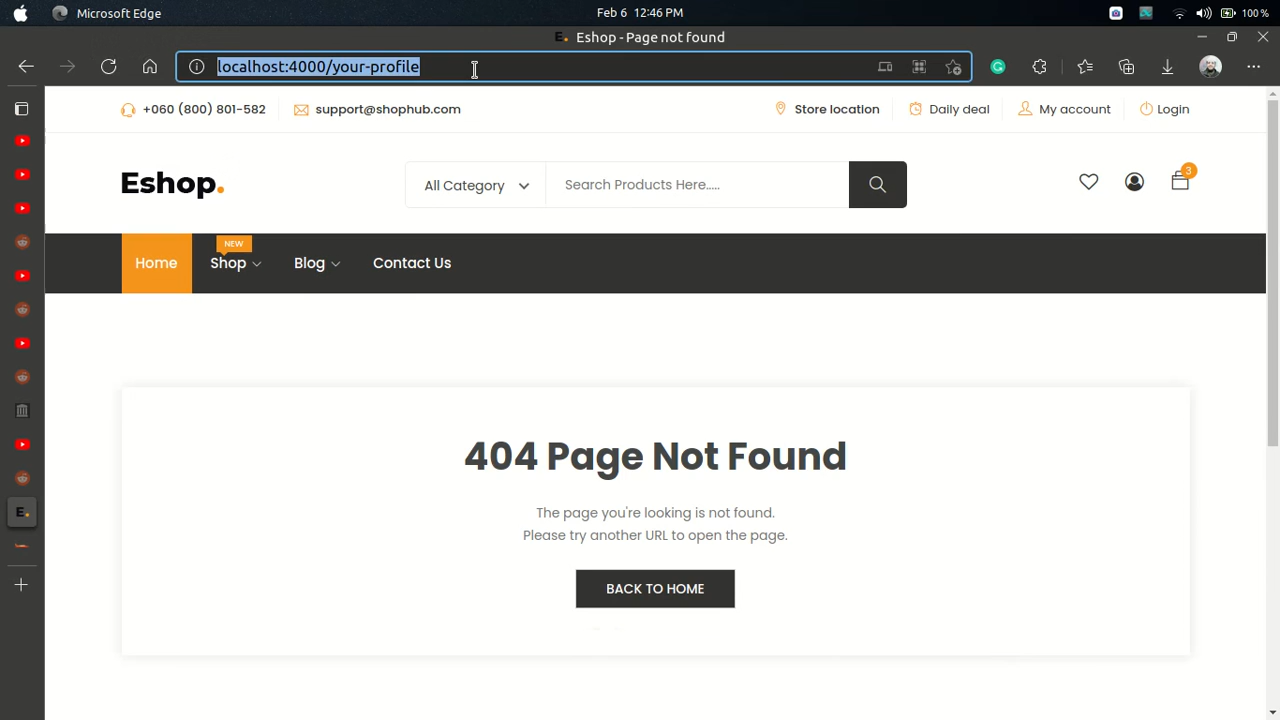 Microsoft Edge
Feb 6 12:46 PM
100 %
E. Eshop - Page not found
localhost:4000/your-profile
+060 (800) 801-582
support@shophub.com
Store location
Daily deal
My account
Login
Eshop.
All Category
Search Products Here.....
3
NEW
Home
Shop
Blog
Contact Us
404 Page Not Found
The page you're looking is not found.
Please try another URL to open the page.
BACK TO HOME
E.